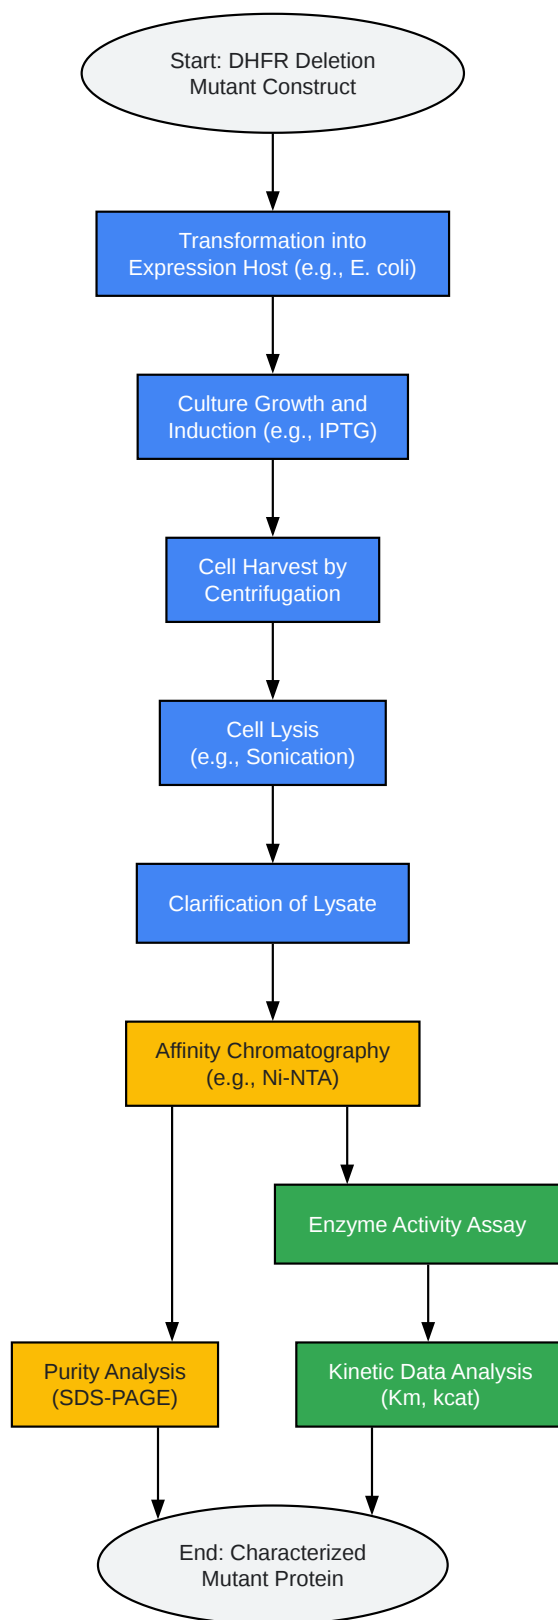 Start: DHFR Deletion
Mutant Construct
Transformation into
Expression Host (e.g., E. coli)
Culture Growth and
Induction (e.g., IPTG)
Cell Harvest by
Centrifugation
Cell Lysis
(e.g., Sonication)
Clarification of Lysate
Affinity Chromatography
(e.g., Ni-NTA)
Enzyme Activity Assay
Purity Analysis
(SDS-PAGE)
Kinetic Data Analysis
(Km, kcat)
End: Characterized
Mutant Protein